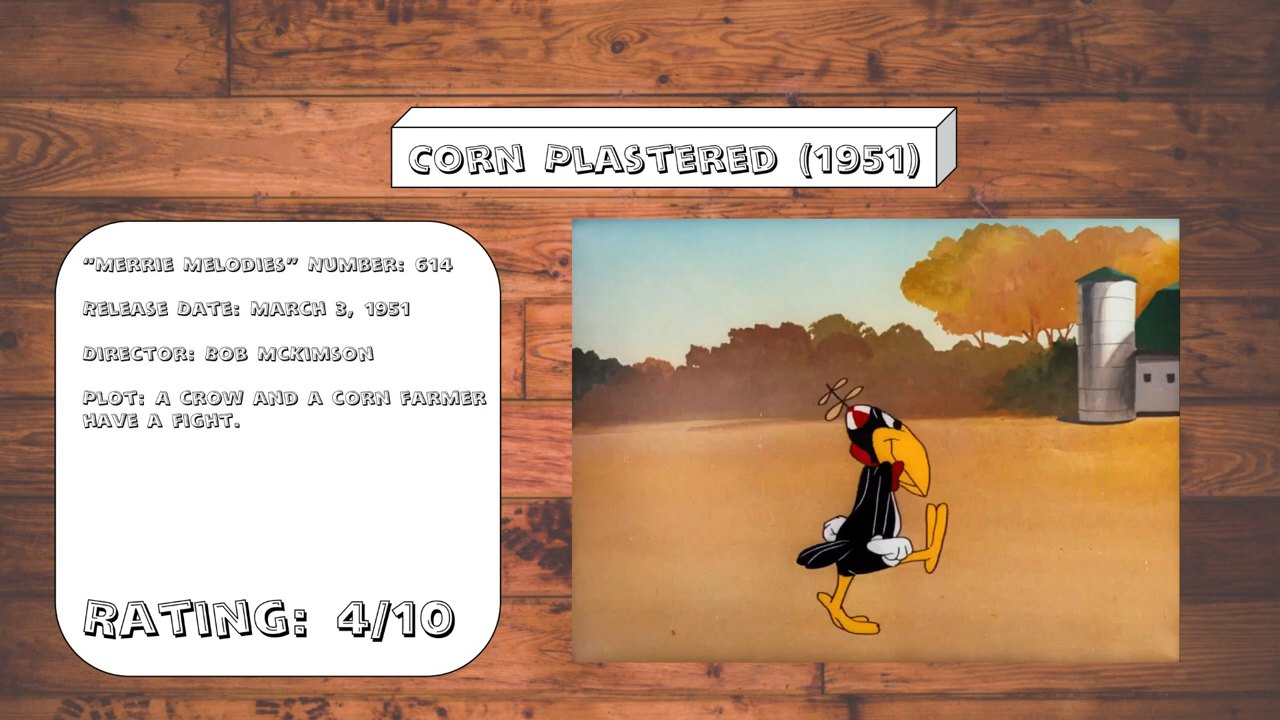 CORN PLASTERED (1951)
"MERRIE MELODIES" NUMBER: 614
RELEASE DATE: MARCH 3, 1951
DIRECTOR: BOB MCKIMSON
PLOT: A CROW AND A CORN FARMER
HAVE A FIGHT.
RATING: 4/10